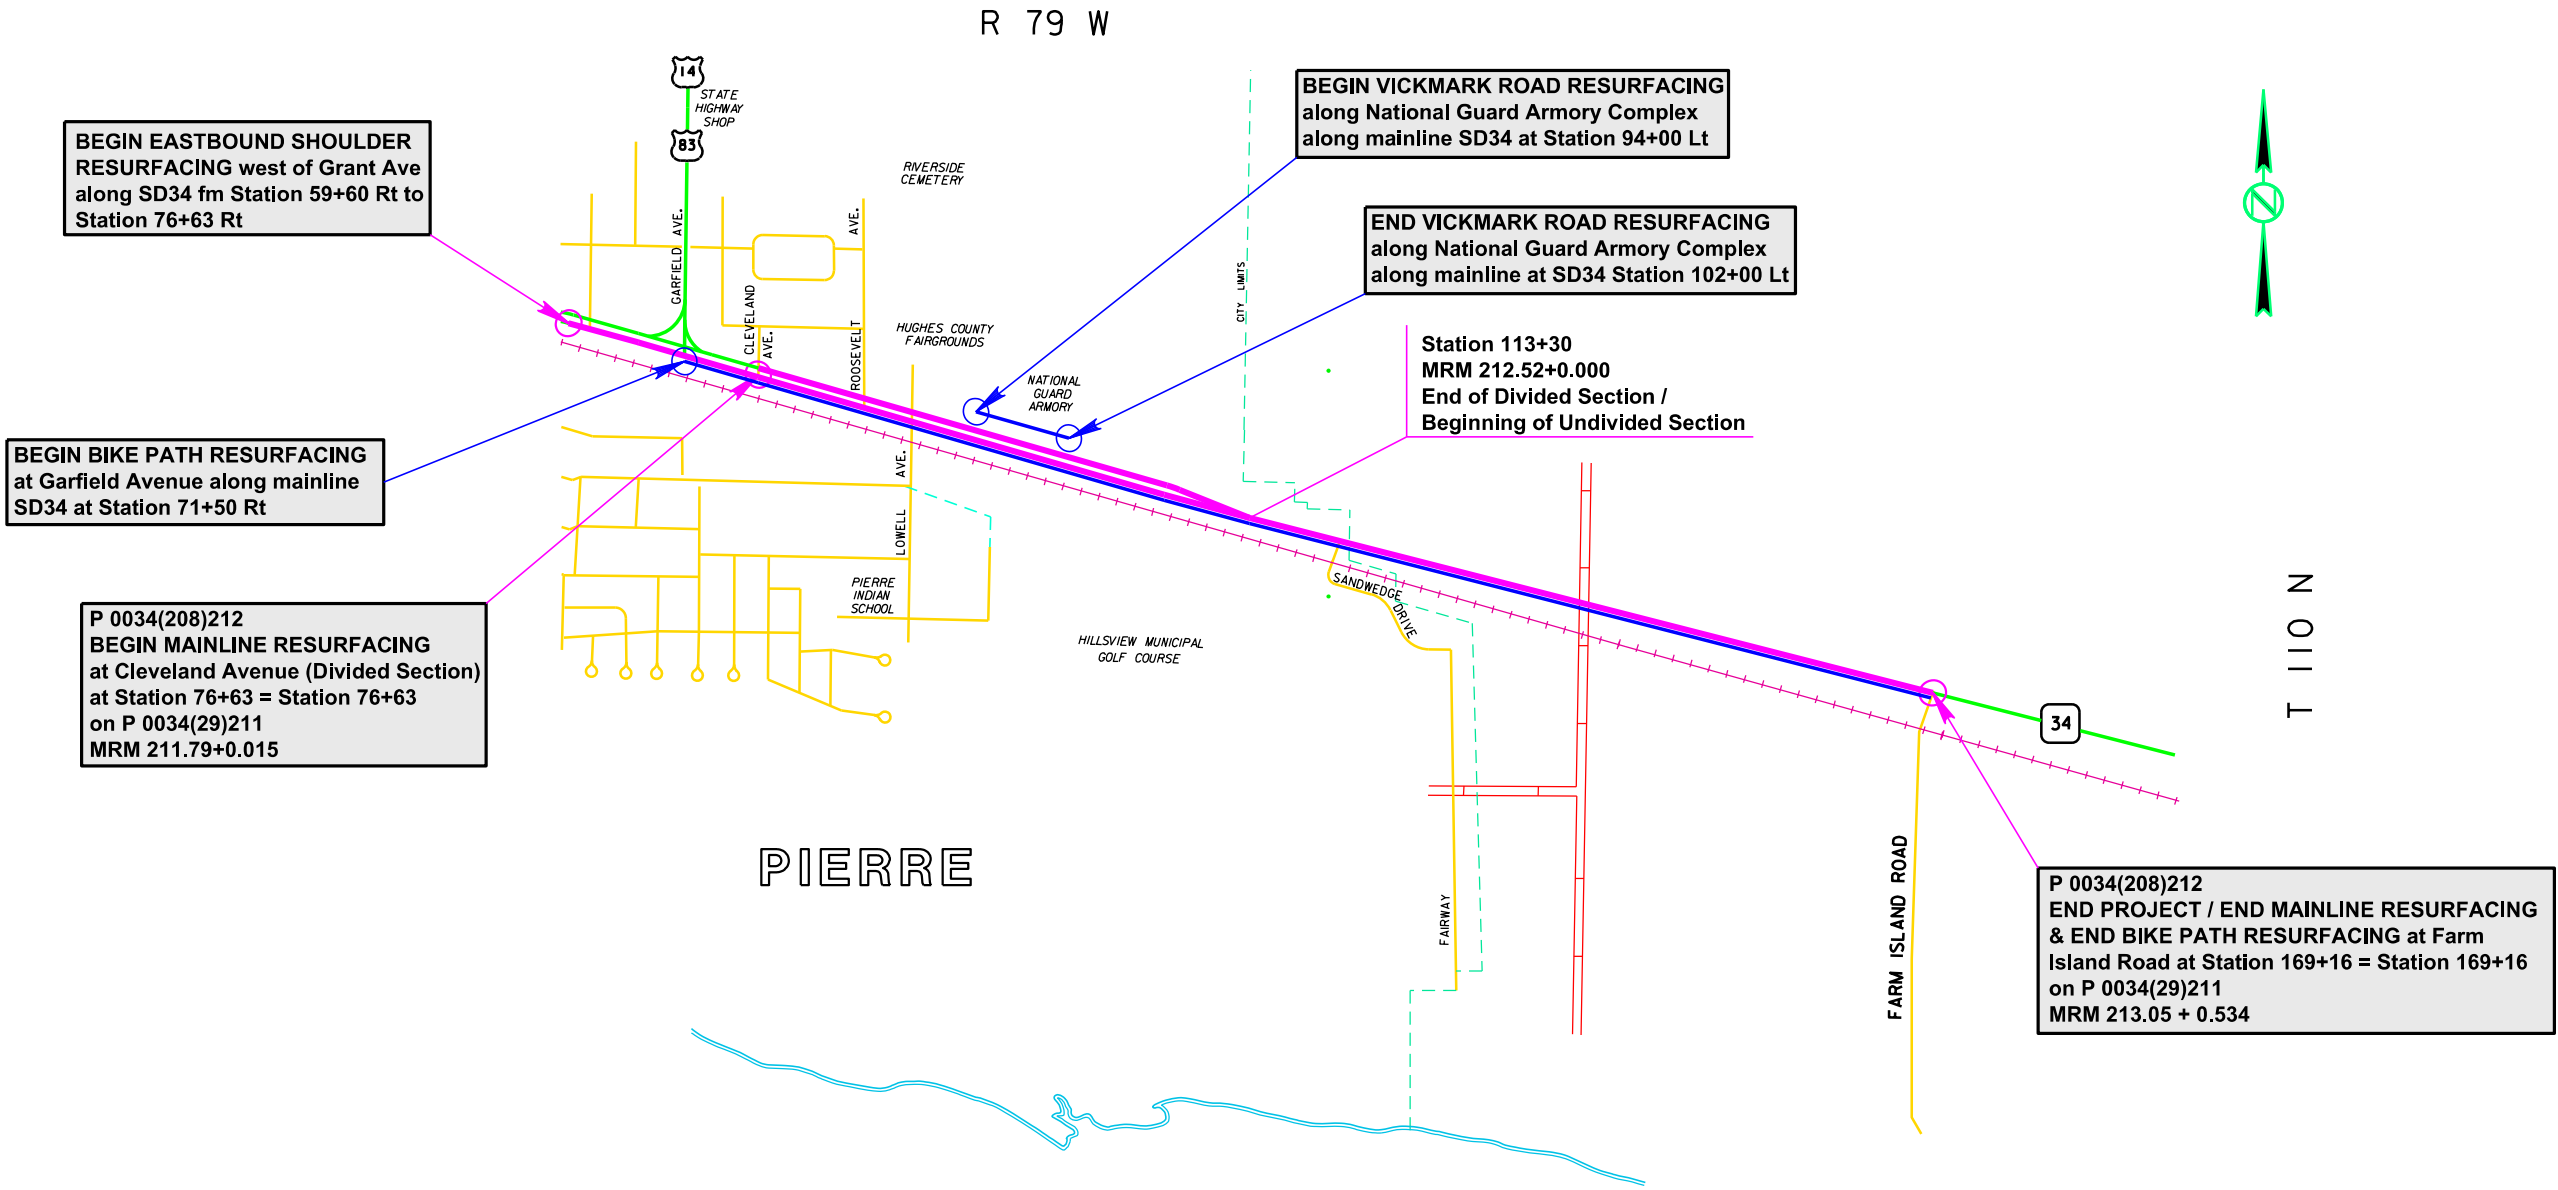 R 79 W
14
STATE
HIGHWAY
SHOP
83
BEGIN EASTBOUND SHOULDER
RESURFACING west of Grant Ave
along SD34 fm Station 59+60 Rt to
Station 76+63 Rt
BEGIN VICKMARK ROAD RESURFACING
along National Guard Armory Complex
along mainline SD34 at Station 94+00 Lt
RIVERSIDE
CEMETERY
END VICKMARK ROAD RESURFACING
along National Guard Armory Complex
along mainline at SD34 Station 102+00 Lt
GARFIELD AVE.
CLEVELAND
AVE.
ROOSEVELT AVE.
HUGHES COUNTY
FAIRGROUNDS
CITY LIMITS
NATIONAL
GUARD
ARMORY
Station 113+30
MRM 212.52+0.000
End of Divided Section /
Beginning of Undivided Section
BEGIN BIKE PATH RESURFACING
at Garfield Avenue along mainline
SD34 at Station 71+50 Rt
LOWELL AVE.
PIERRE
INDIAN
SCHOOL
SANDWEDGE
DRIVE
HILLSVIEW MUNICIPAL
GOLF COURSE
T 110 N
P 0034(208)212
BEGIN MAINLINE RESURFACING
at Cleveland Avenue (Divided Section)
at Station 76+63 = Station 76+63
on P 0034(29)211
MRM 211.79+0.015
34
PIERRE
FAIRWAY
FARM ISLAND ROAD
P 0034(208)212
END PROJECT / END MAINLINE RESURFACING
& END BIKE PATH RESURFACING at Farm
Island Road at Station 169+16 = Station 169+16
on P 0034(29)211
MRM 213.05 + 0.534
N